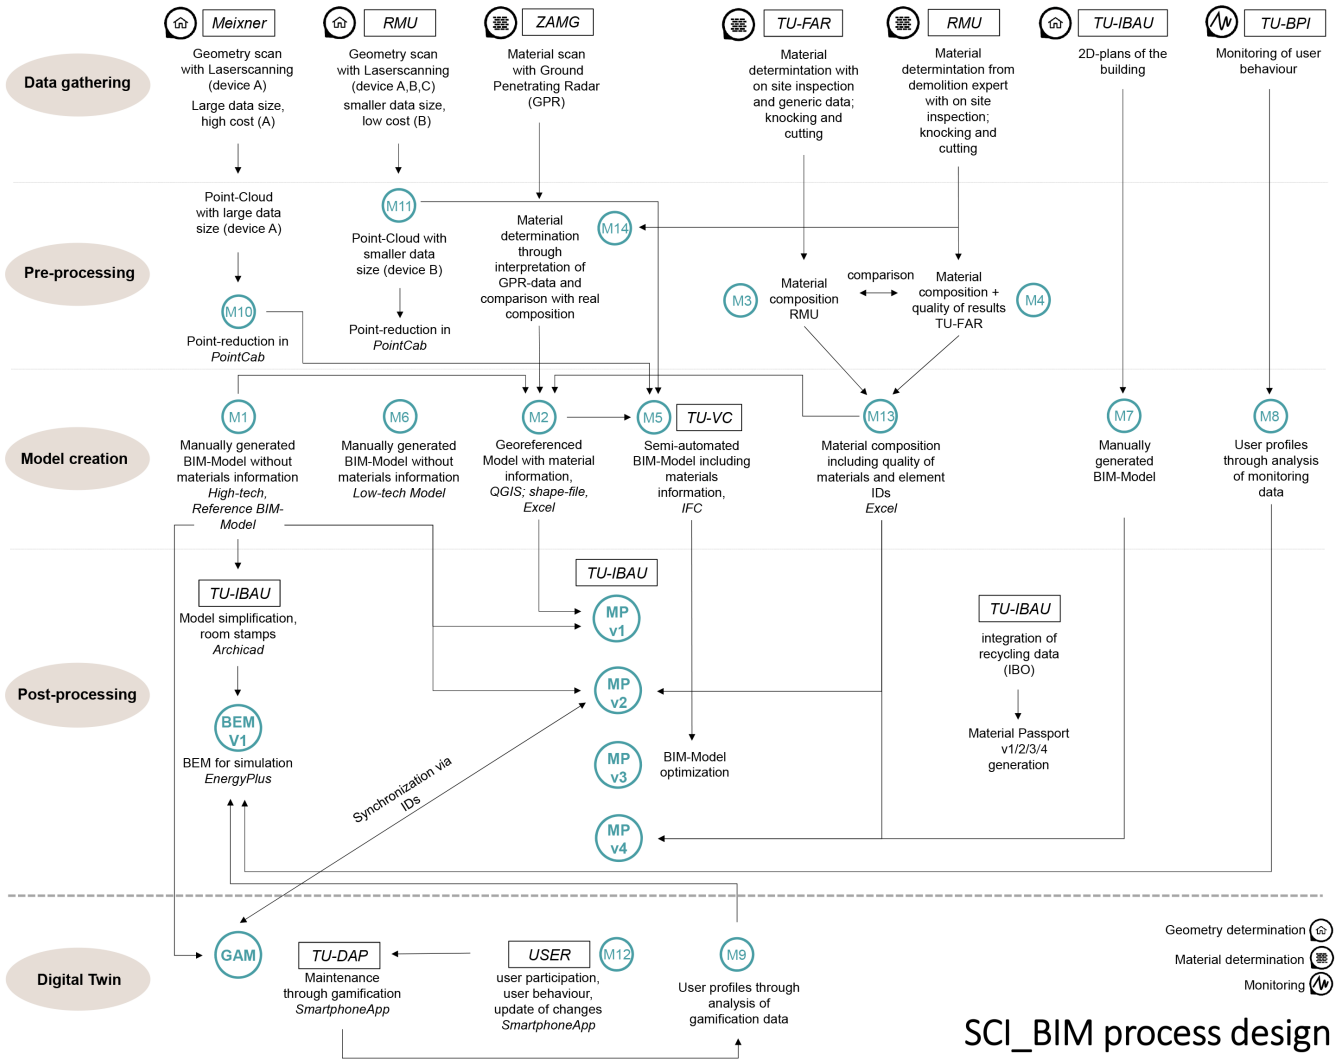 Meixner
RMU
ZAMG
TU-FAR
RMU
TU-IBAU
TU-BPI
Data gathering
Geometry scan
with Laserscanning
(device A)
Large data size,
high cost (A)
Geometry scan
with Laserscanning
(device A,B,C)
smaller data size,
low cost (B)
Material scan
with Ground
Penetrating Radar
(GPR)
Material
determintation with
on site inspection
and generic data;
knocking and
cutting
Material
determintation from
demolition expert
with on site
inspection;
knocking and
cutting
2D-plans of the
building
Monitoring of user
behaviour
Pre-processing
Point-Cloud
with large data
size (device A)
M10
Point-reduction in
PointCab
M11
Point-Cloud with
smaller data
size (device B)
Point-reduction in
PointCab
Material
determination
through
interpretation of
GPR-data and
comparison with real
composition
M14
M3
Material
composition
RMU
comparison
Material
composition +
quality of results
TU-FAR
M4
Model creation
M1
Manually generated
BIM-Model without
materials information
High-tech,
Reference BIM-
Model
M6
Manually generated
BIM-Model without
materials information
Low-tech Model
M2
Georeferenced
Model with material
information,
QGIS; shape-file,
Excel
M5
TU-VC
Semi-automated
BIM-Model including
materials
information,
IFC
M13
Material composition
including quality of
materials and element
IDs
Excel
M7
Manually
generated
BIM-Model
M8
User profiles
through analysis
of monitoring
data
Post-processing
TU-IBAU
Model simplification,
room stamps
Archicad
BEM
V1
BEM for simulation
EnergyPlus
TU-IBAU
MP
v1
MP
v2
MP
v3
MP
v4
BIM-Model
optimization
TU-IBAU
integration of
recycling data
(IBO)
Material Passport
v1/2/3/4
generation
Synchronization via
IDs
Digital Twin
GAM
TU-DAP
Maintenance
through gamification
SmartphoneApp
USER
M12
user participation,
user behaviour,
update of changes
SmartphoneApp
M9
User profiles through
analysis of
gamification data
Geometry determination
Material determination
Monitoring
SCI_BIM process design